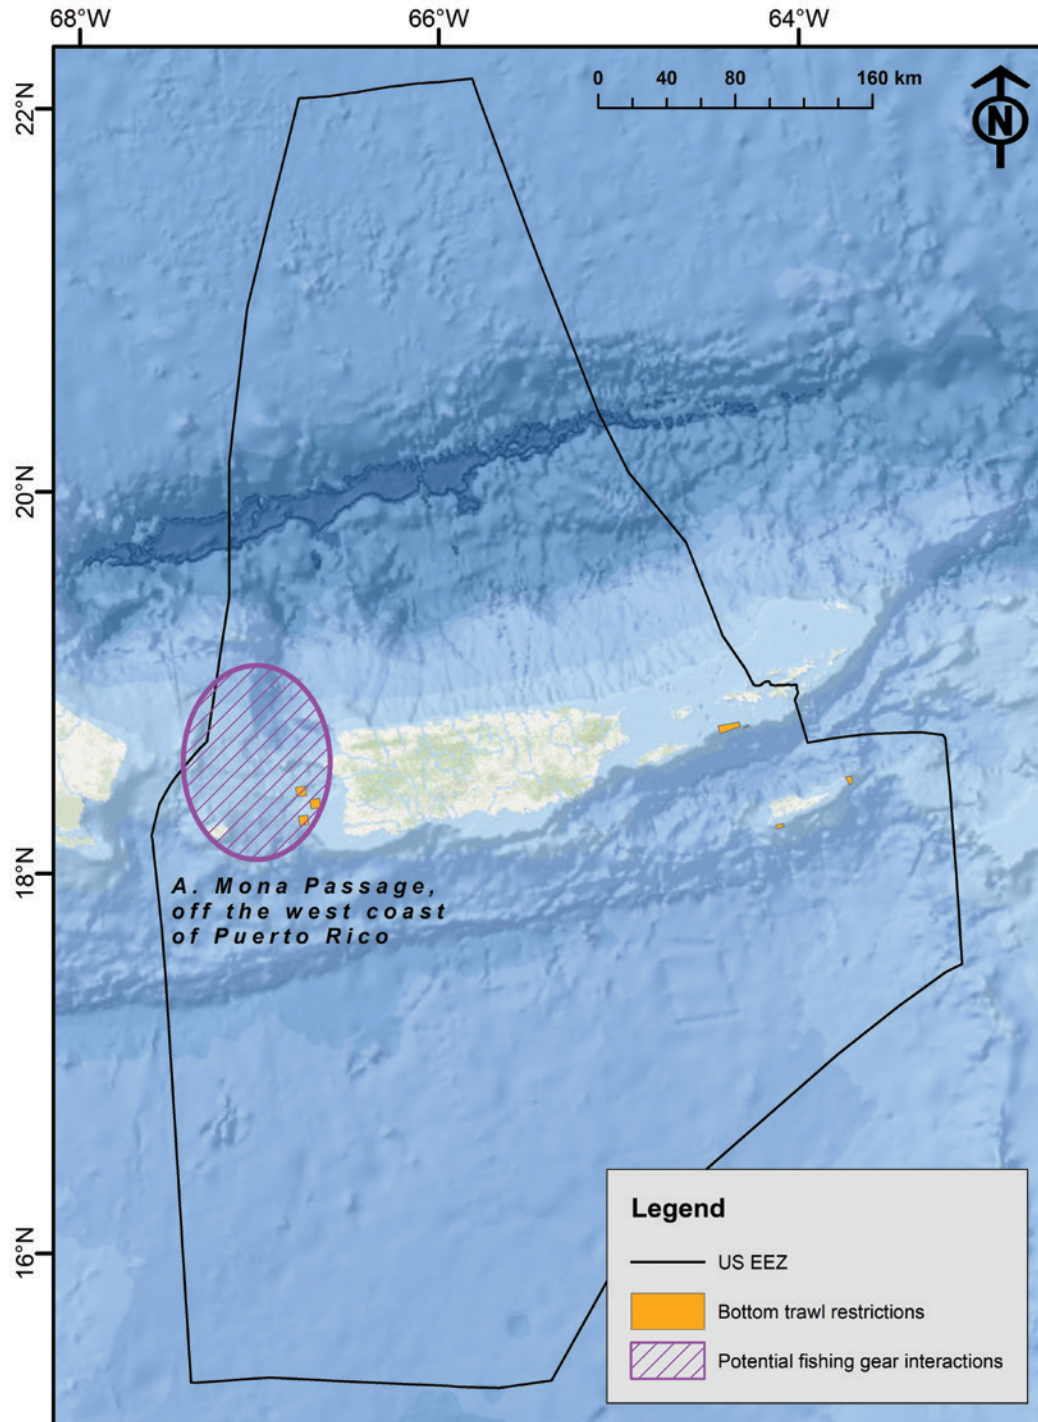 68°W 66°W 64°W
0 40 80 160 km
N
22°N
20°N
18°N
16°N
A. Mona Passage,
off the west coast
of Puerto Rico
Legend
US EEZ
Bottom trawl restrictions
Potential fishing gear interactions